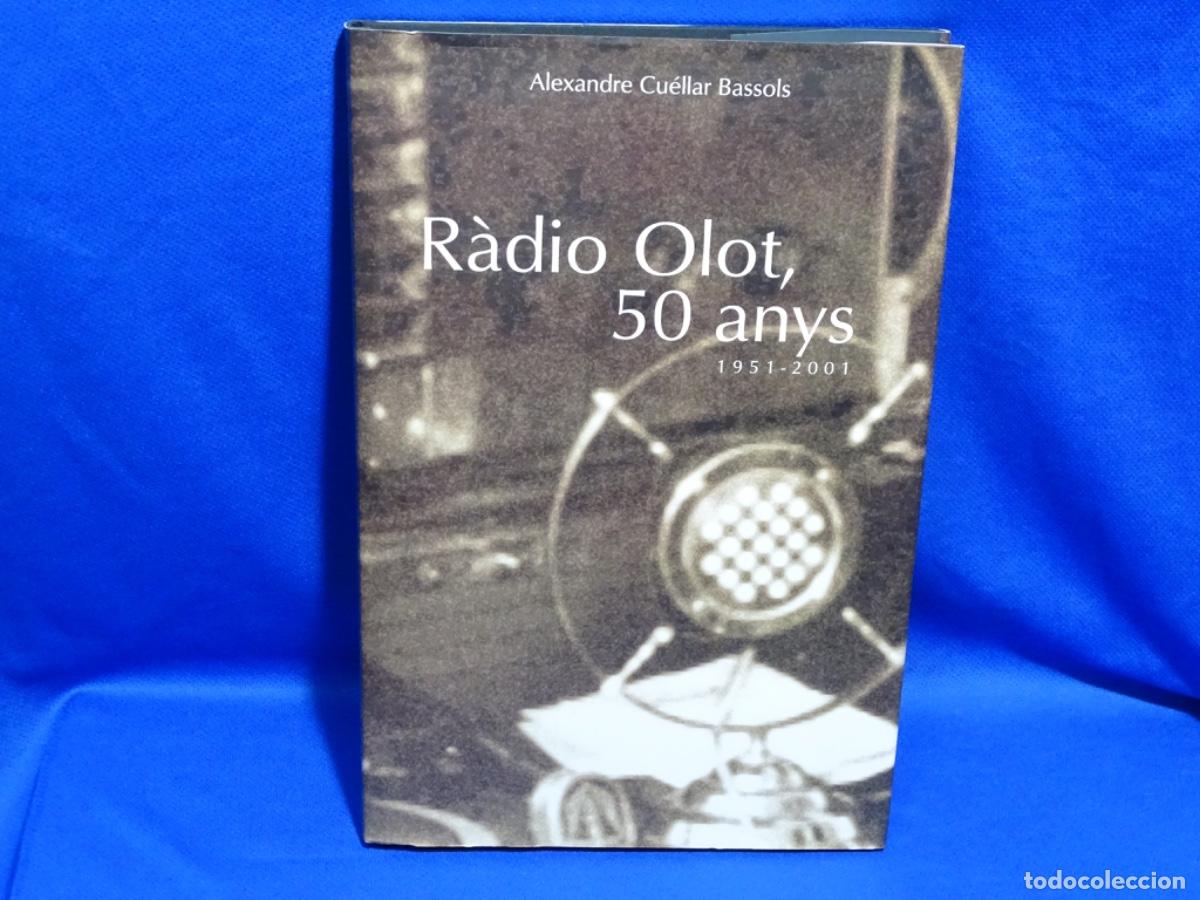 Alexandre Cuéllar Bassols
Ràdio Olot,
50 anys
1951-2001
todocoleccion